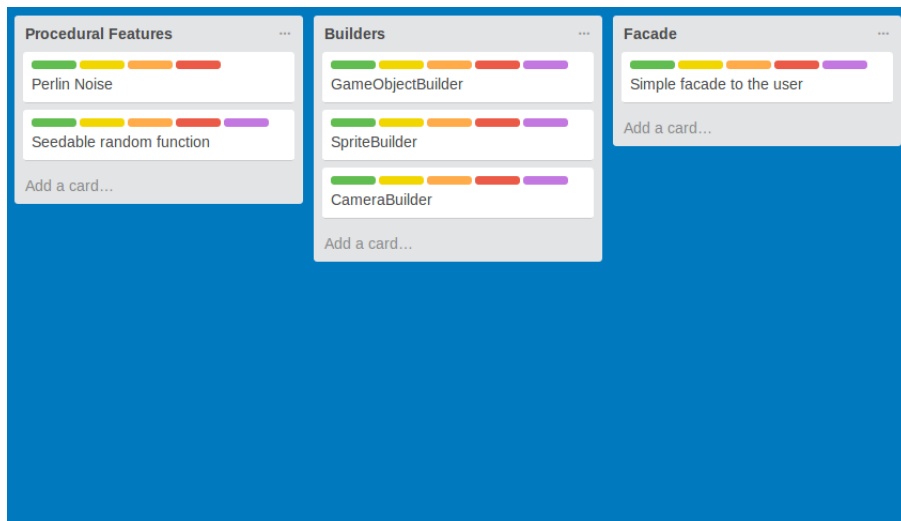 Procedural Features
Perlin Noise
Seedable random function
Add a card…
Builders
GameObjectBuilder
SpriteBuilder
CameraBuilder
Add a card…
Facade
Simple facade to the user
Add a card…